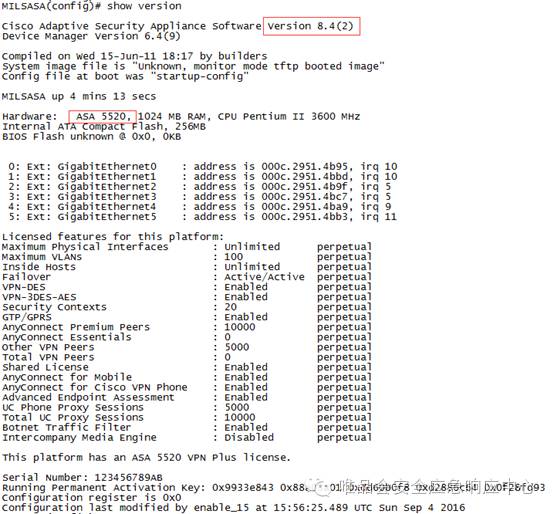 MILSASA(config)# show version
Cisco Adaptive Security Appliance Software Version 8.4(2)
Device Manager Version 6.4(9)
Compiled on Wed 15-Jun-11 18:17 by builders
System image file is "Unknown, monitor mode tftp booted image"
Config file at boot was "startup-config"
MILSASA up 4 mins 13 secs
Hardware: ASA 5520, 1024 MB RAM, CPU Pentium II 3600 MHz
Internal ATA Compact Flash, 256MB
BIOS Flash unknown @ 0x0, 0KB
0: Ext: GigabitEthernet0 : address is 000c.2951.4b95, irq 10
1: Ext: GigabitEthernet1 : address is 000c.2951.4bbd, irq 10
2: Ext: GigabitEthernet2 : address is 000c.2951.4b9f, irq 5
3: Ext: GigabitEthernet3 : address is 000c.2951.4bc7, irq 5
4: Ext: GigabitEthernet4 : address is 000c.2951.4ba9, irq 9
5: Ext: GigabitEthernet5 : address is 000c.2951.4bb3, irq 11
Licensed features for this platform:
Maximum Physical Interfaces : Unlimited perpetual
Maximum VLANs : 100 perpetual
Inside Hosts : Unlimited perpetual
Failover : Active/Active perpetual
VPN-DES : Enabled perpetual
VPN-3DES-AES : Enabled perpetual
Security Contexts : 20 perpetual
GTP/GPRS : Enabled perpetual
AnyConnect Premium Peers : 10000 perpetual
AnyConnect Essentials : 0 perpetual
Other VPN Peers : 5000 perpetual
Total VPN Peers : 0 perpetual
Shared License : Enabled perpetual
AnyConnect for Mobile : Enabled perpetual
AnyConnect for Cisco VPN Phone : Enabled perpetual
Advanced Endpoint Assessment : Enabled perpetual
UC Phone Proxy Sessions : 5000 perpetual
Total UC Proxy Sessions : 10000 perpetual
Botnet Traffic Filter : Enabled perpetual
Intercompany Media Engine : Disabled perpetual
This platform has an ASA 5520 VPN Plus license.
Serial Number: 123456789AB
Running Permanent Activation Key: 0x9933e843
唯品会安全应急响应中心
Configuration register is 0x0
Configuration last modified by enable_15 at 15:56:25.489 UTC Sun Sep 4 2016